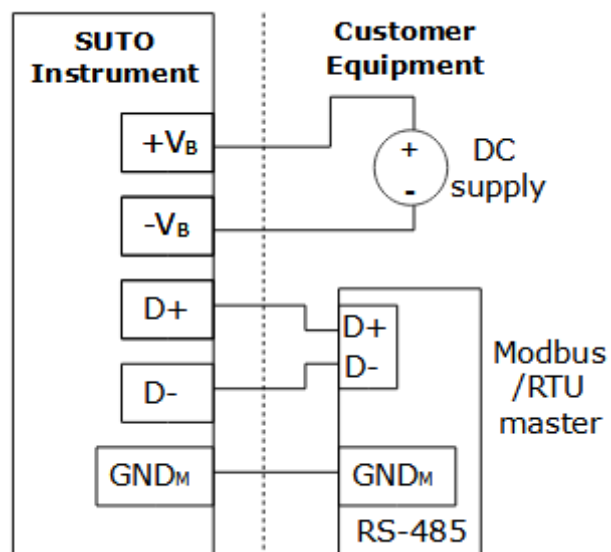 SUTO
Instrument
Customer
Equipment
+VB
+
-
DC
supply
-VB
D+
D-
GNDM
D+
D-
GNDM
RS-485
Modbus
/RTU
master